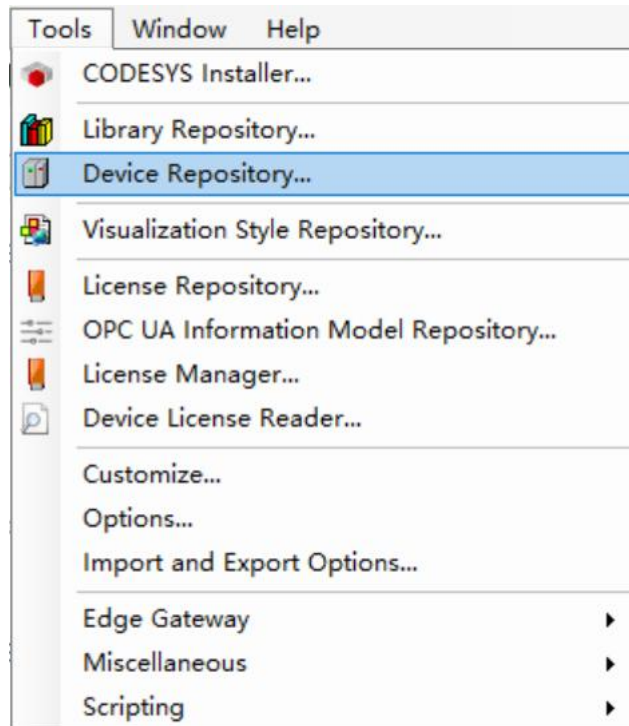 Tools Window Help
CODESYS Installer...
Library Repository...
Device Repository...
Visualization Style Repository...
License Repository...
OPC UA Information Model Repository...
License Manager...
Device License Reader...
Customize...
Options...
Import and Export Options...
Edge Gateway
Miscellaneous
Scripting